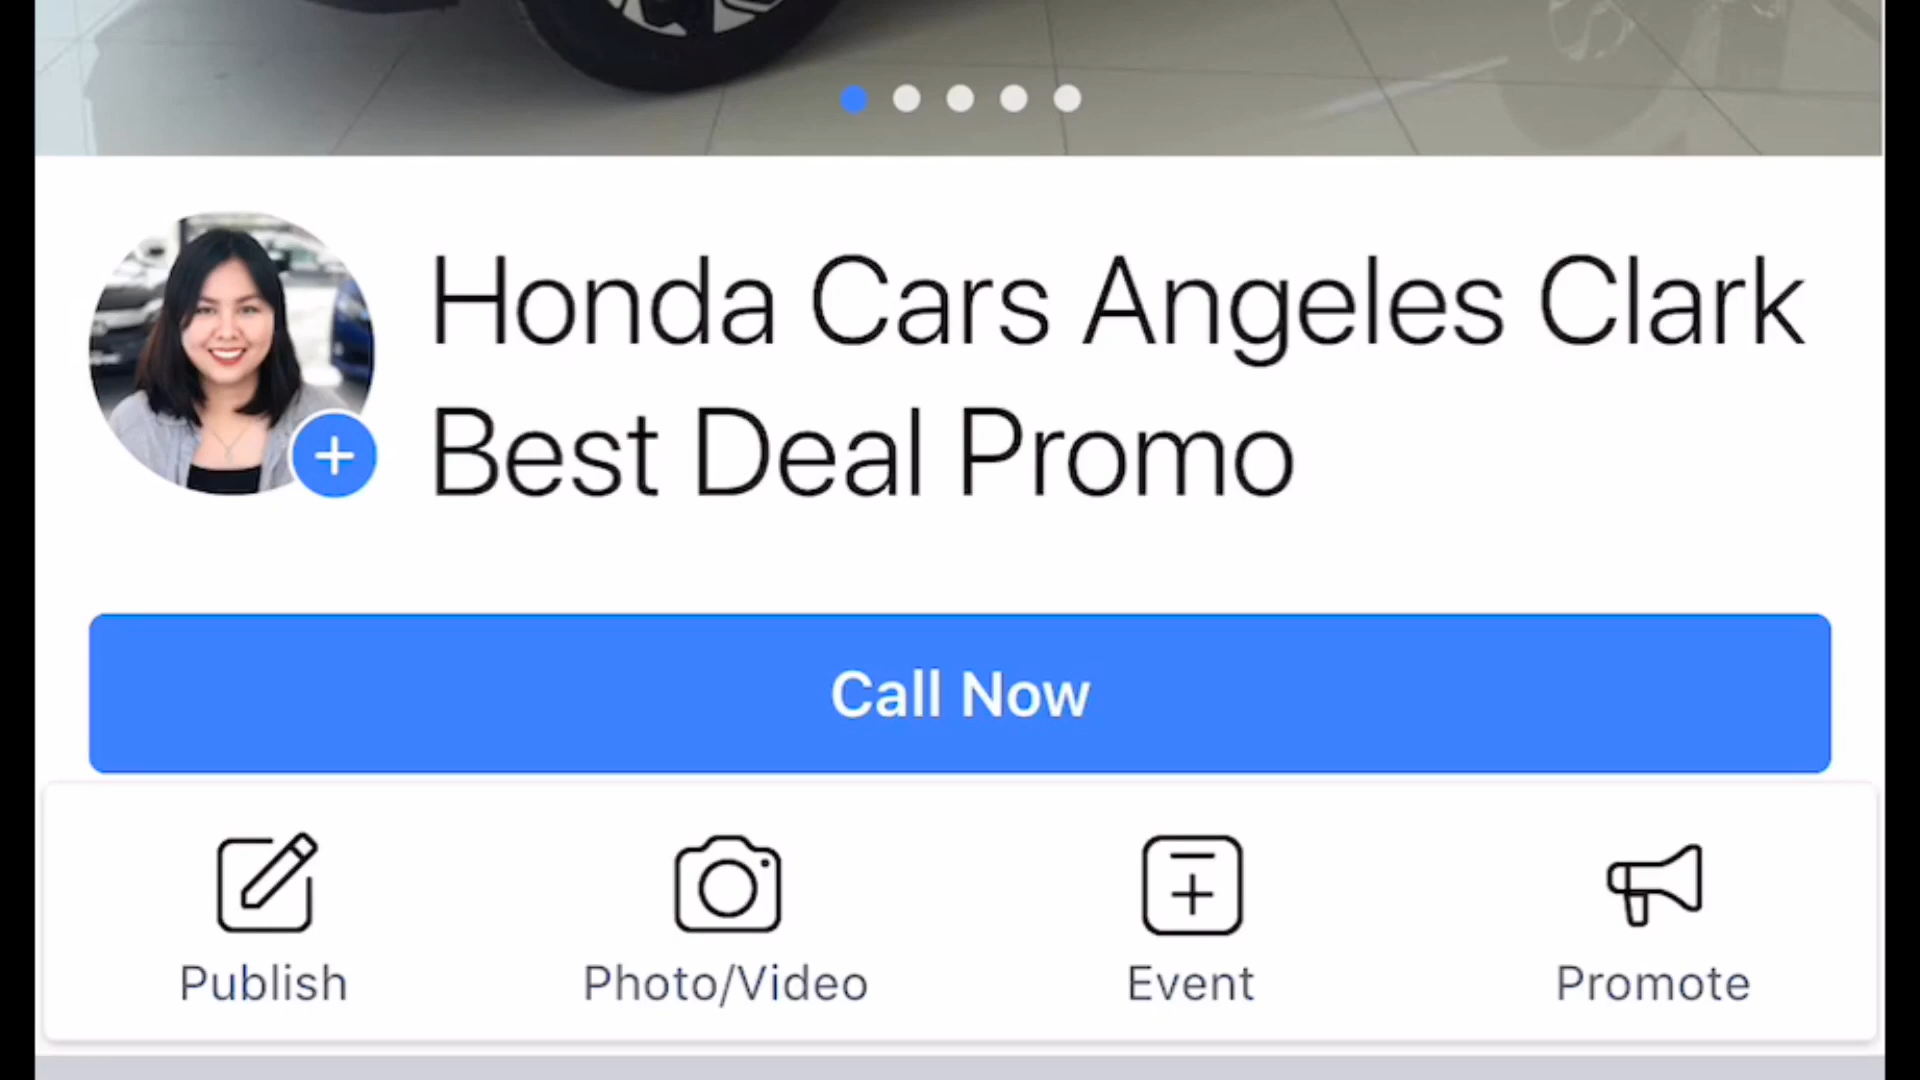 Honda Cars Angeles Clark
Best Deal Promo
Call Now
Publish
Photo/Video
Event
Promote